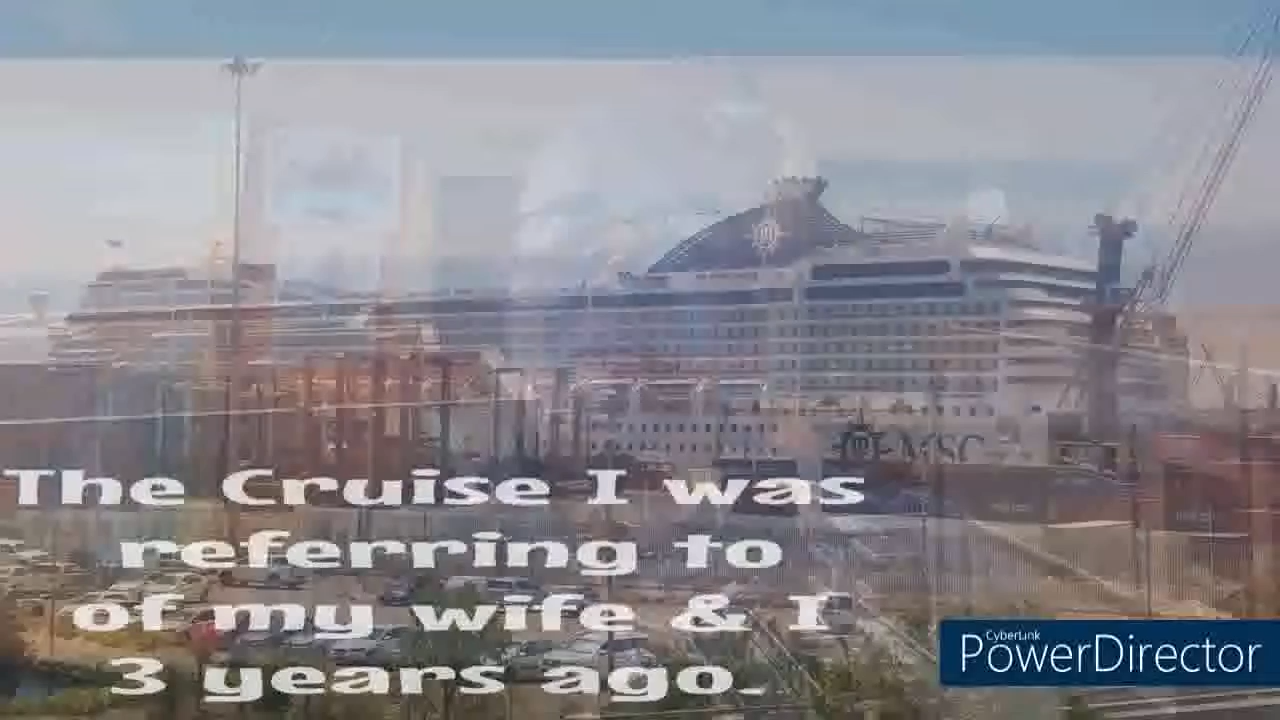 MSC
The Cruise I was
referring to
of my wife & I
3 years ago.
CyberLink
PowerDirector